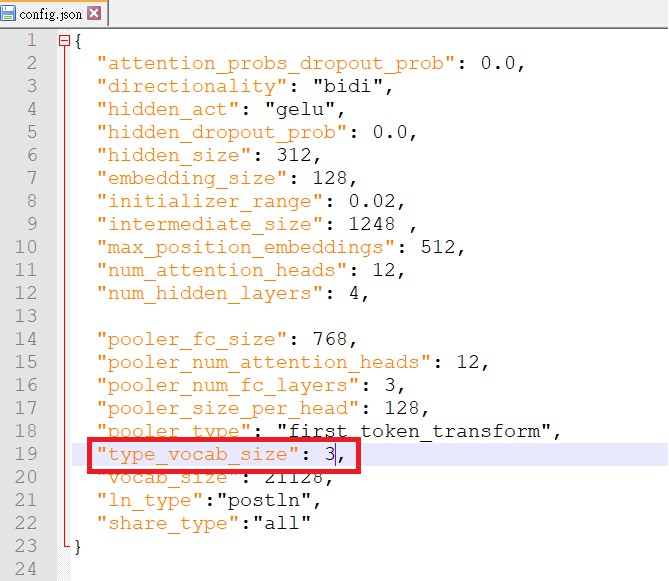 config.json
1 {
2 "attention_probs_dropout_prob": 0.0,
3 "directionality": "bidi",
4 "hidden_act": "gelu",
5 "hidden_dropout_prob": 0.0,
6 "hidden_size": 312,
7 "embedding_size": 128,
8 "initializer_range": 0.02,
9 "intermediate_size": 1248 ,
10 "max_position_embeddings": 512,
11 "num_attention_heads": 12,
12 "num_hidden_layers": 4,
13
14 "pooler_fc_size": 768,
15 "pooler_num_attention_heads": 12,
16 "pooler_num_fc_layers": 3,
17 "pooler_size_per_head": 128,
18 "pooler_type": "first_token_transform",
19 "type_vocab_size": 3,
20 "vocab_size": 21128,
21 "ln_type":"postln",
22 "share_type":"all"
23 }
24